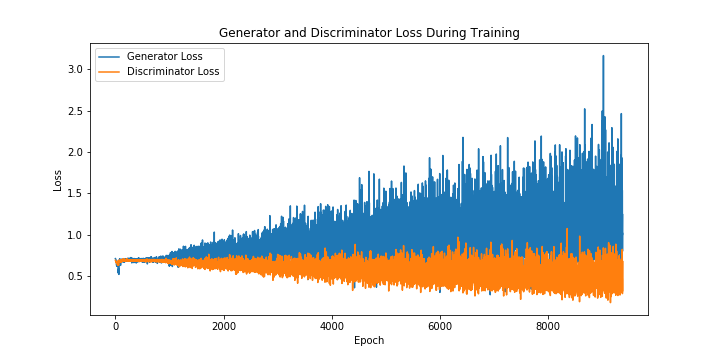 Generator and Discriminator Loss During Training
Generator Loss
Discriminator Loss
3.0
2.5
2.0
1.5
1.0
0.5
Loss
0
2000
4000
6000
8000
Epoch